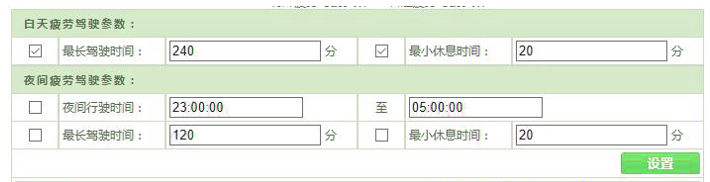 白天疲劳驾驶参数：
最长驾驶时间： 240 分 最小休息时间： 20 分
夜间疲劳驾驶参数：
夜间行驶时间： 23:00:00 至 05:00:00
最长驾驶时间： 120 分 最小休息时间： 20 分
设置